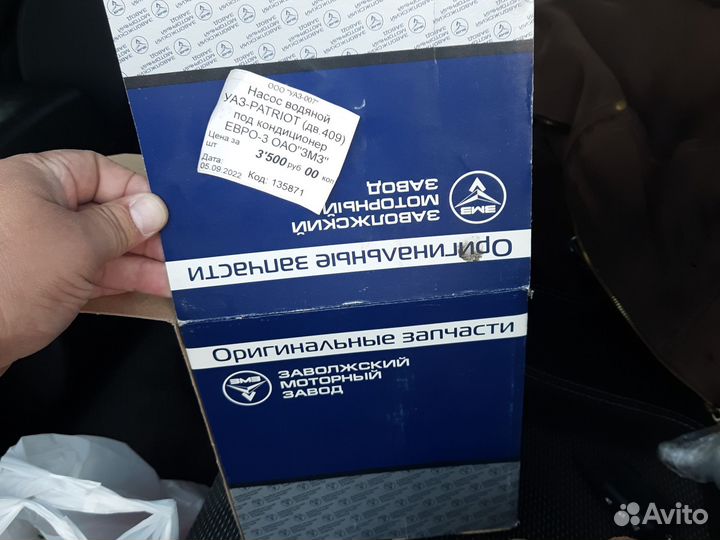 ООО "УАЗ-007"
Насос водяной
УАЗ-PATRIOT (дв.409)
под кондиционер
ЕВРО-3 ОАО"ЗМЗ"
Цена за
шт
3'500 руб 00 коп
Дата:
05.09.2022
Код: 135871
ЗМЗ
ЗАВОЛЖСКИЙ
МОТОРНЫЙ
ЗАВОД
Оригинальные запчасти
Оригинальные запчасти
ЗМЗ
ЗАВОЛЖСКИЙ
МОТОРНЫЙ
ЗАВОД
Avito